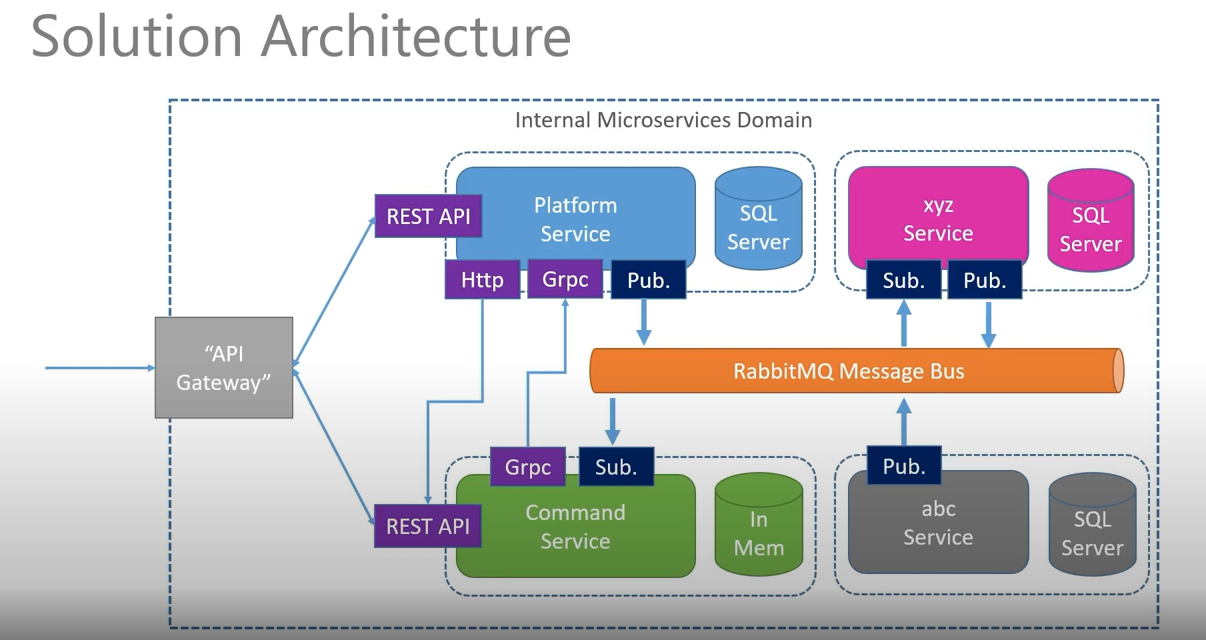 Solution Architecture
Internal Microservices Domain
REST API
Platform
Service
SQL
Server
Http
Grpc
Pub.
xyz
Service
SQL
Server
Sub.
Pub.
“API
Gateway”
RabbitMQ Message Bus
Grpc
Sub.
REST API
Command
Service
In
Mem
Pub.
abc
Service
SQL
Server